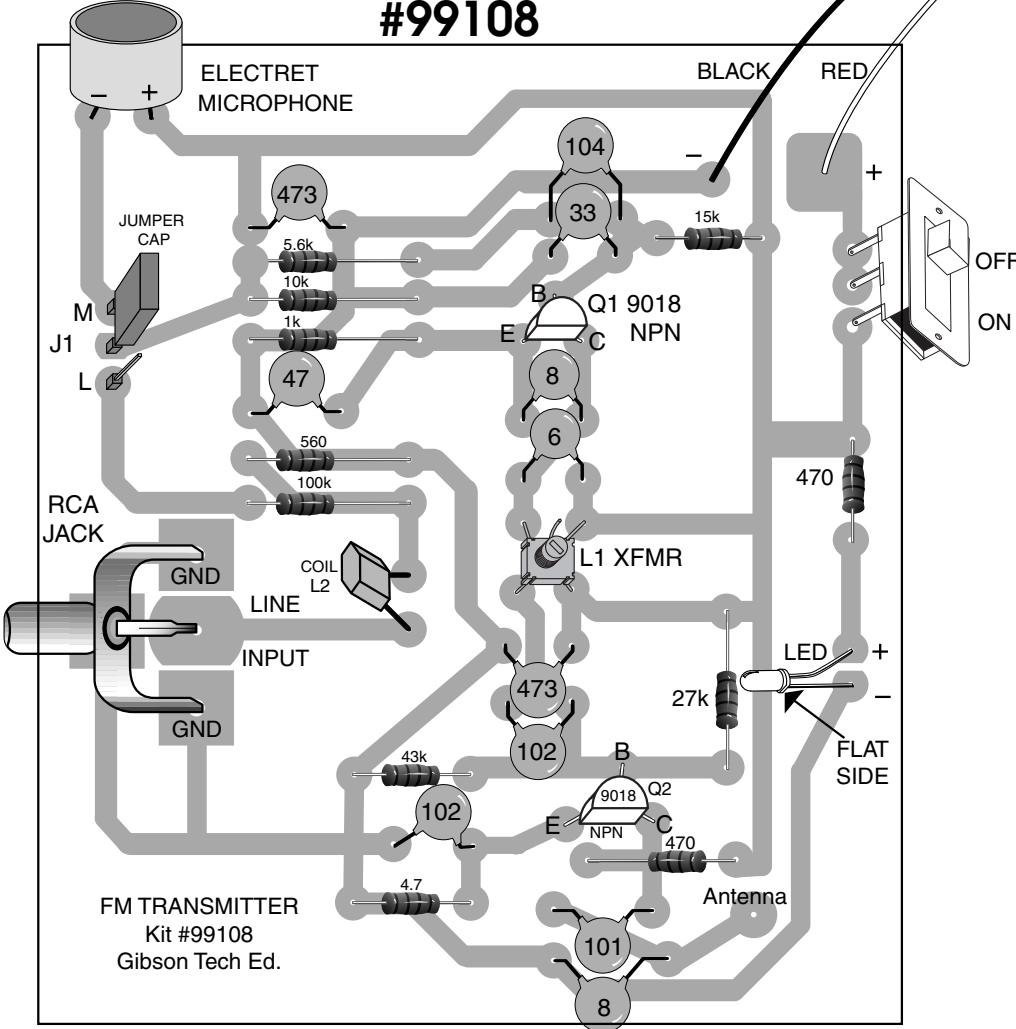 #99108
BLACK
RED
ELECTRET
MICROPHONE
–
+
104
–
+
473
33
JUMPER
CAP
15k
5.6k
OFF
10k
B
Q1 9018
NPN
M
1k
E
C
ON
J1
L
47
8
6
560
470
100k
RCA
JACK
L1 XFMR
COIL
L2
GND
LINE
INPUT
LED
+
473
27k
–
GND
FLAT
SIDE
102
43k
B
Q2
9018
102
E
C
NPN
470
4.7
Antenna
FM TRANSMITTER
Kit #99108
Gibson Tech Ed.
101
8